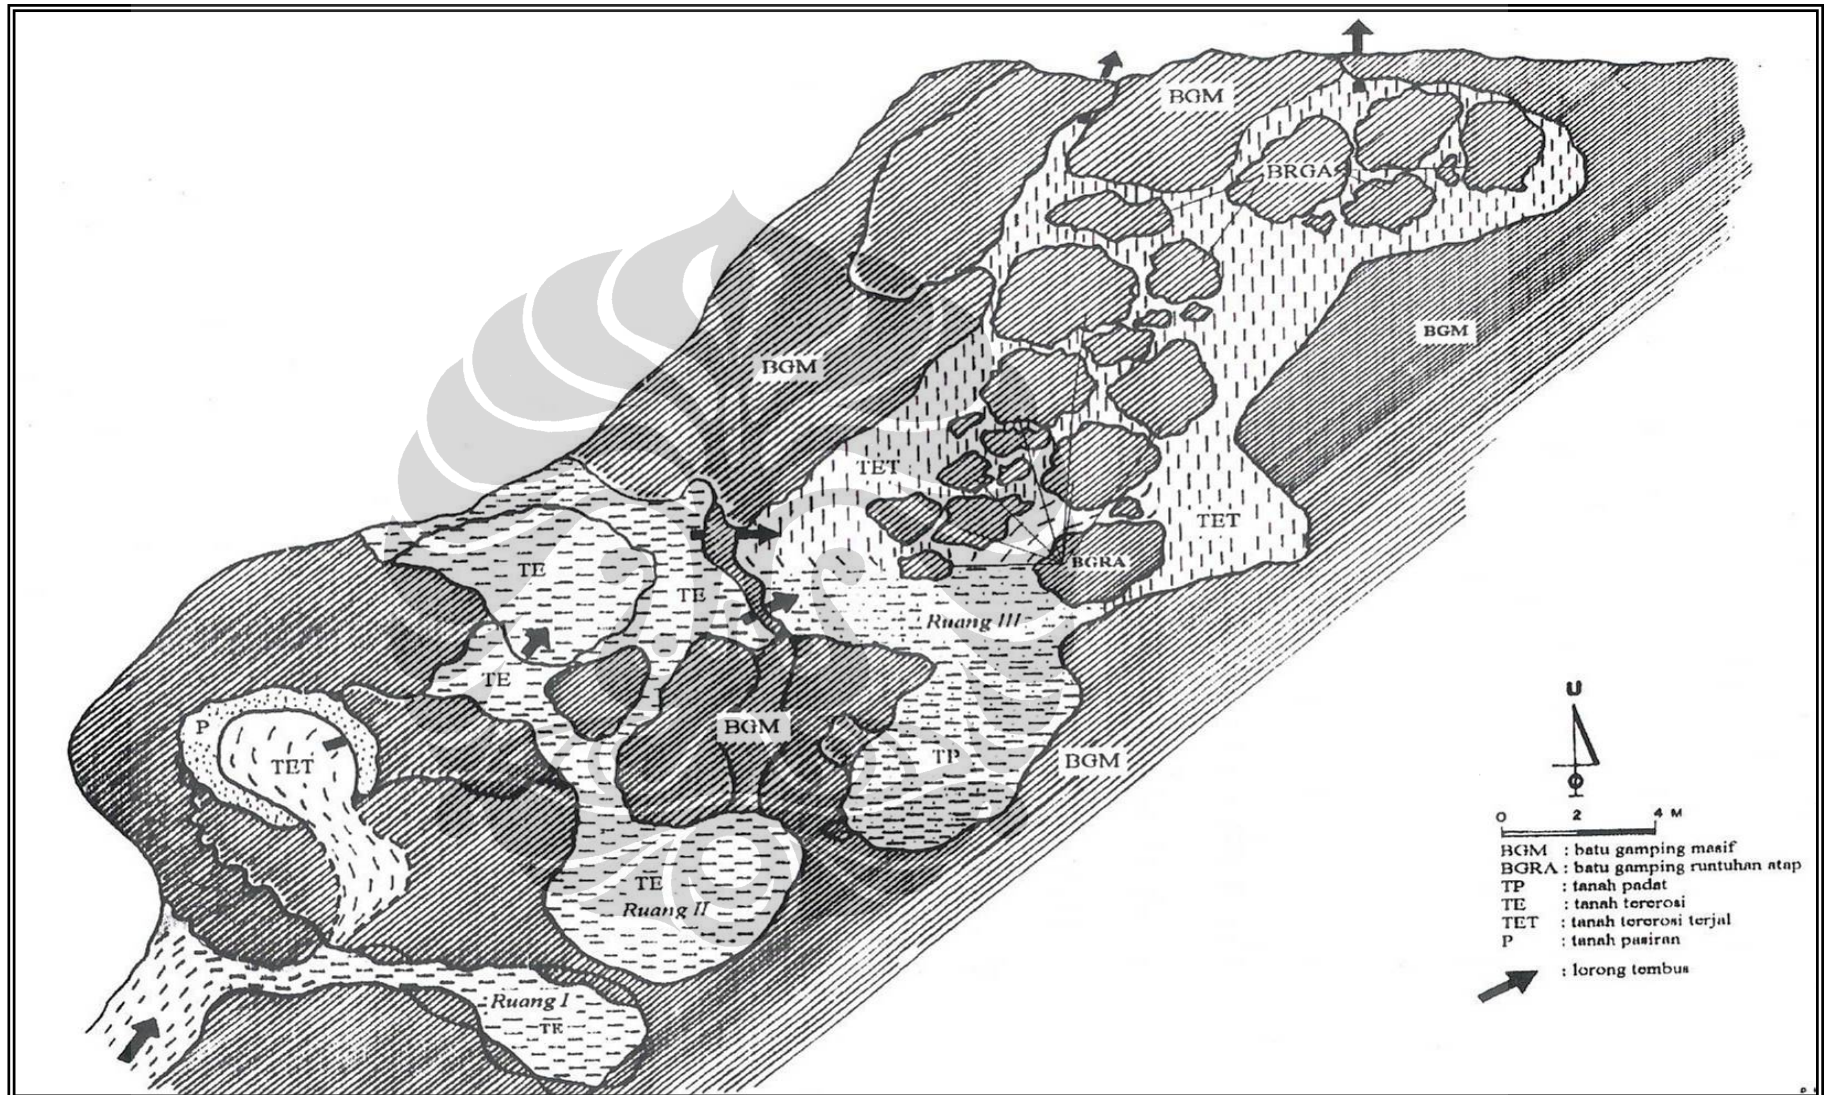 BGM
BRGA
BGM
BGM
TET
TET
BGRA
TE
TE
Ruang III
TE
P
TET
BGM
TP
BGM
TE
Ruang II
Ruang I
TE
U
0 2 4 M
BGM : batu gamping masif
BGRA : batu gamping runtuhan atap
TP : tanah padat
TE : tanah tererosi
TET : tanah tererosi terjal
P : tanah pasiran
: lorong tembus